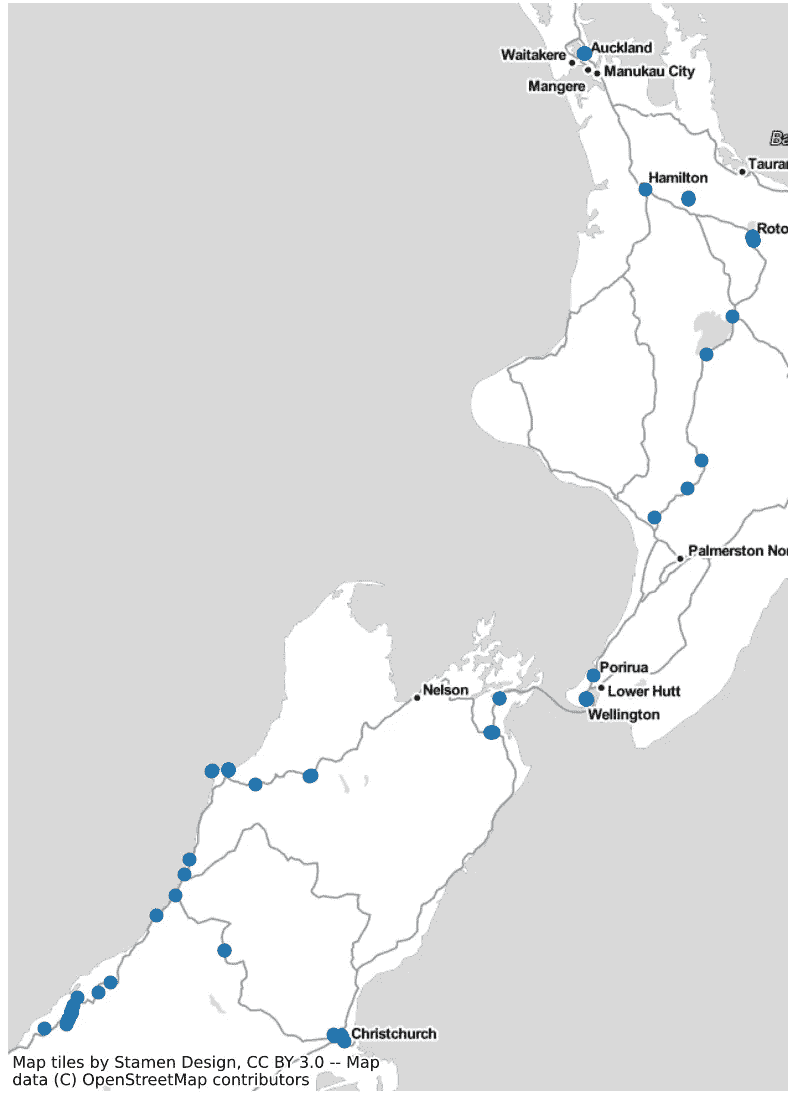 Auckland
Waitakere
Manukau City
Mangere
Ba
Taurar
Hamilton
Roto
Palmerston Nor
Porirua
Nelson
Lower Hutt
Wellington
Christchurch
Map tiles by Stamen Design, CC BY 3.0 -- Map
data (C) OpenStreetMap contributors